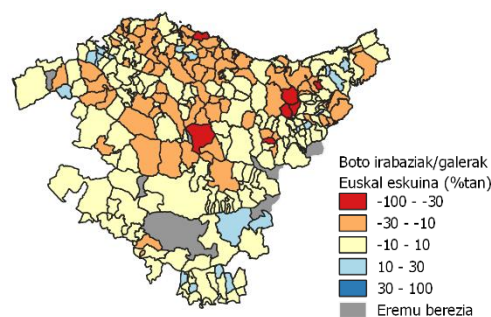 Boto irabaziak/galerak
Euskal eskuina (%tan)
-100 - -30
-30 - -10
-10 - 10
10 - 30
30 - 100
Eremu berezia